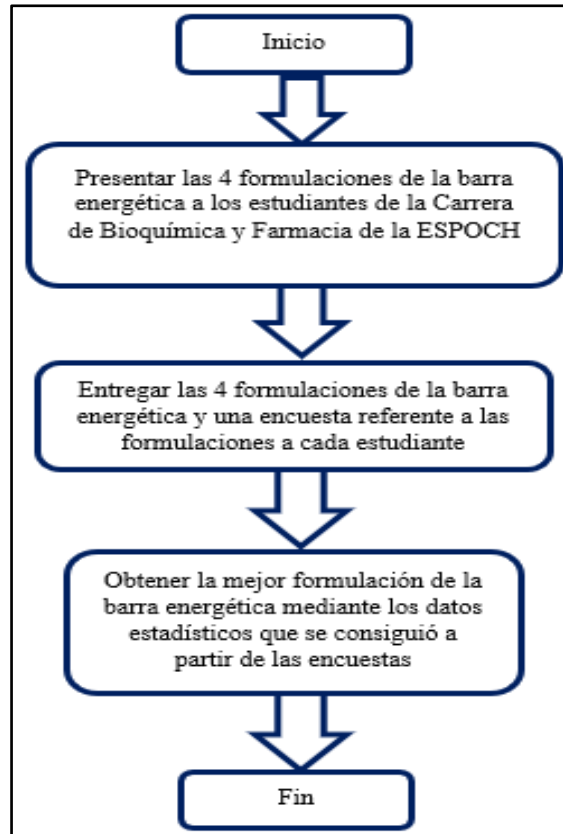 Inicio
Presentar las 4 formulaciones de la barra
energética a los estudiantes de la Carrera
de Bioquímica y Farmacia de la ESPOCH
Entregar las 4 formulaciones de la barra
energética y una encuesta referente a las
formulaciones a cada estudiante
Obtener la mejor formulación de la
barra energética mediante los datos
estadísticos que se consiguió a
partir de las encuestas
Fin